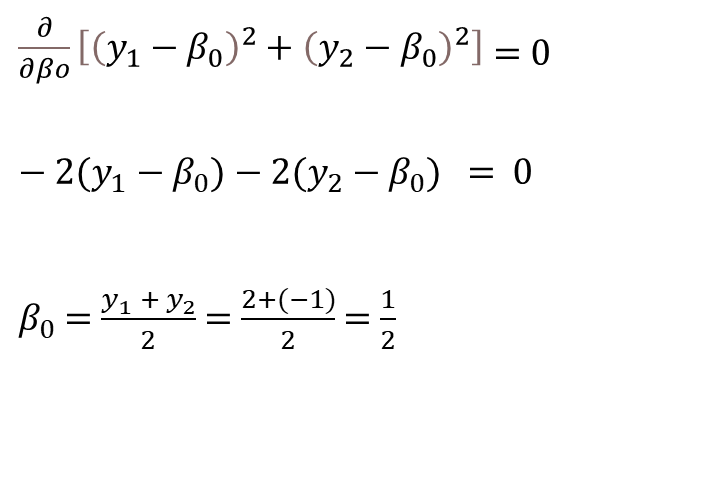 ∂/∂βo [(y₁ − β₀)² + (y₂ − β₀)²] = 0
− 2(y₁ − β₀) − 2(y₂ − β₀) = 0
β₀ = (y₁ + y₂)/2 = (2+(−1))/2 = 1/2